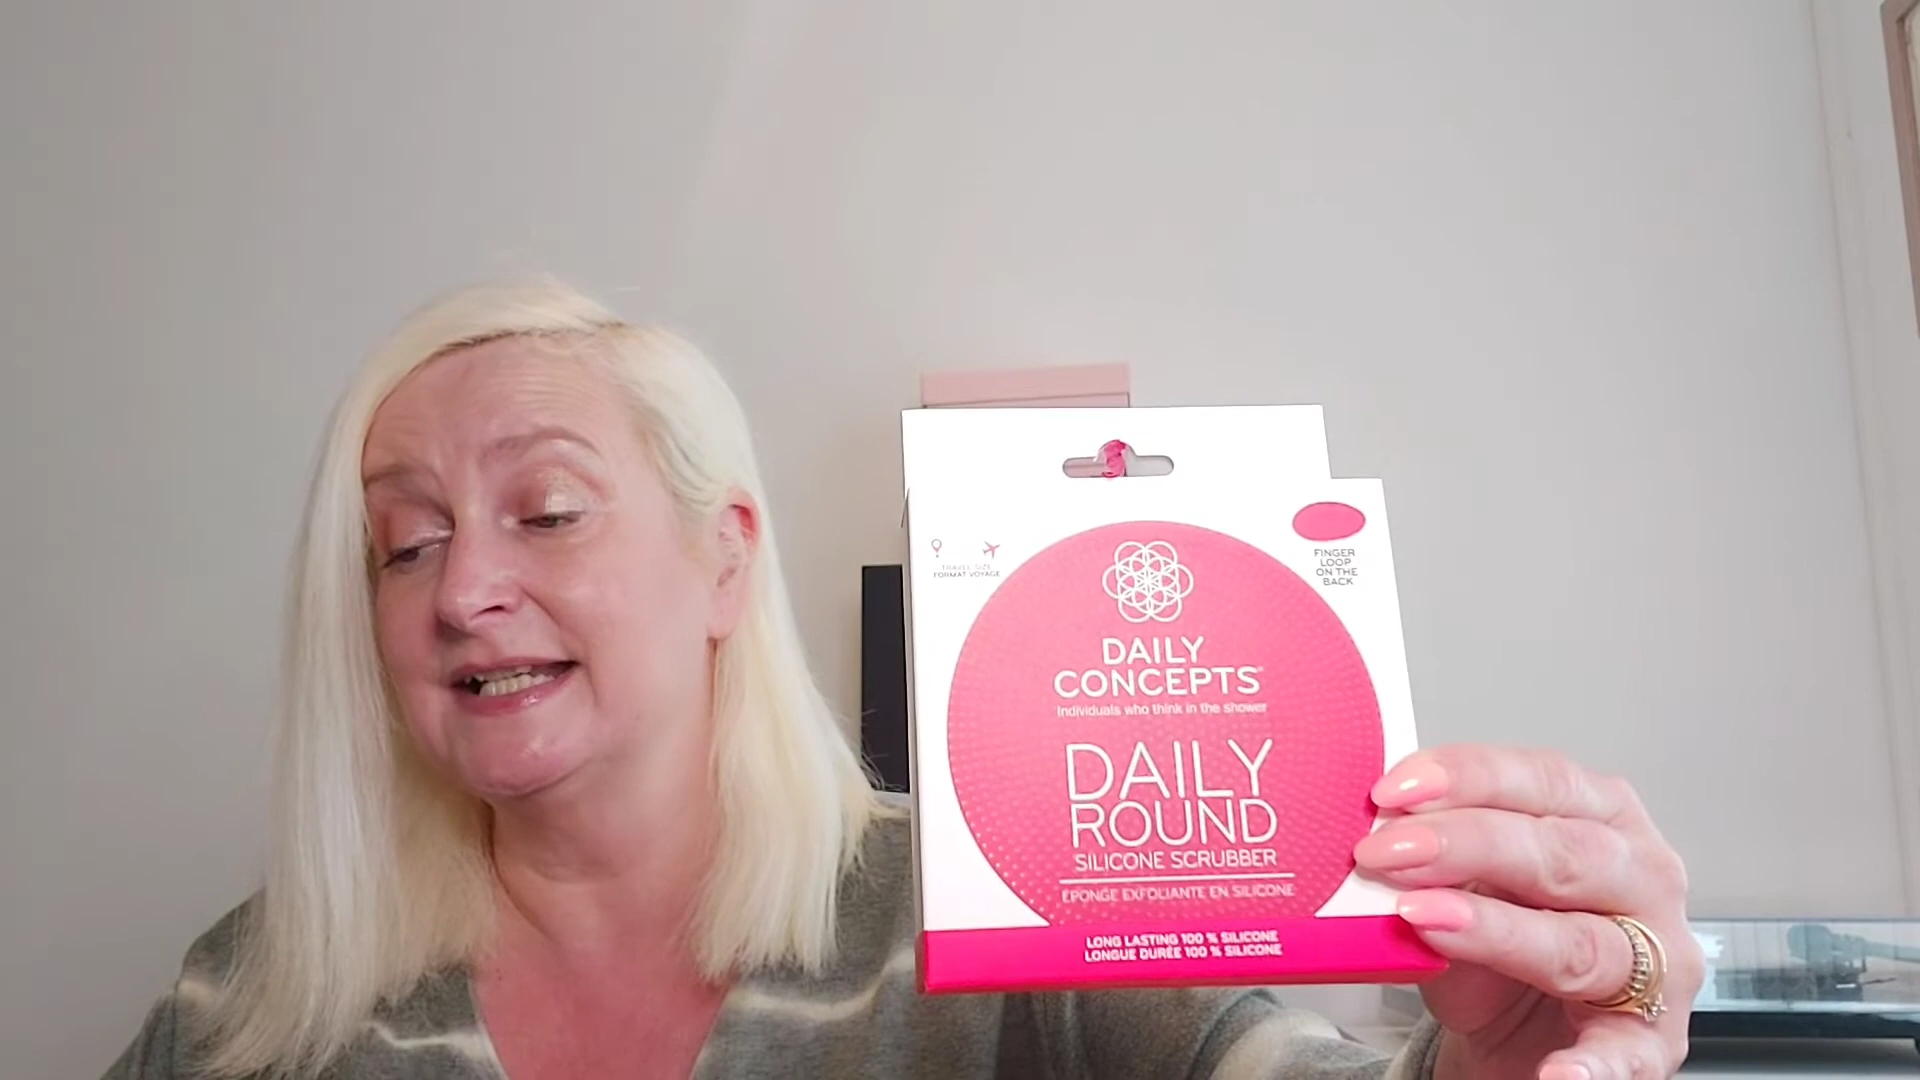 TRAVEL SIZE
FORMAT VOYAGE
FINGER
LOOP
ON THE
BACK
DAILY
CONCEPTS
Individuals who think in the shower
DAILY
ROUND
SILICONE SCRUBBER
ÉPONGE EXFOLIANTE EN SILICONE
LONG LASTING 100 % SILICONE
LONGUE DURÉE 100 % SILICONE